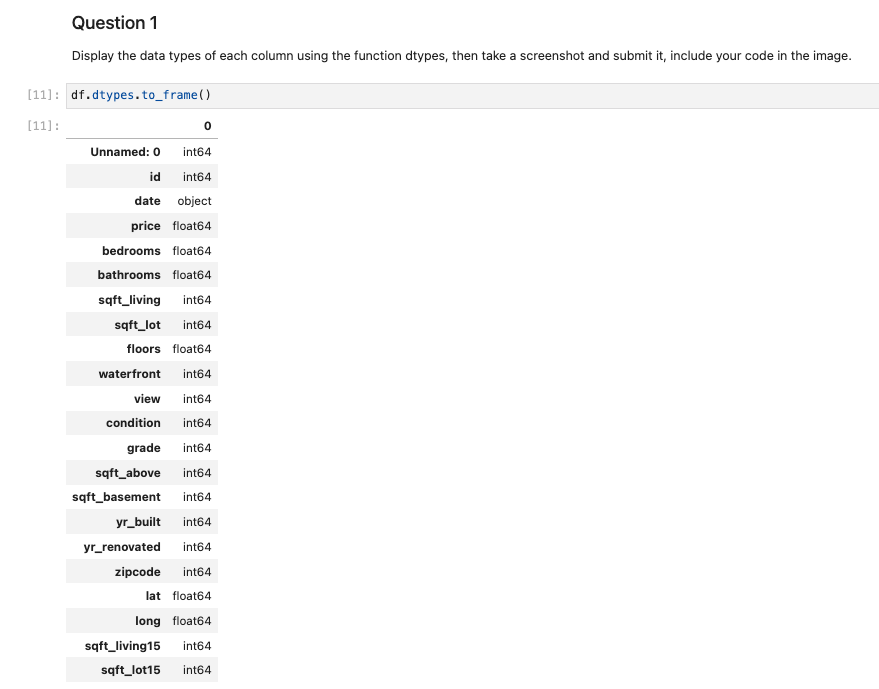 Question 1
Display the data types of each column using the function dtypes, then take a screenshot and submit it, include your code in the image.
[11]: df.dtypes.to_frame()
[11]: 0
Unnamed: 0 int64
id int64
date object
price float64
bedrooms float64
bathrooms float64
sqft_living int64
sqft_lot int64
floors float64
waterfront int64
view int64
condition int64
grade int64
sqft_above int64
sqft_basement int64
yr_built int64
yr_renovated int64
zipcode int64
lat float64
long float64
sqft_living15 int64
sqft_lot15 int64